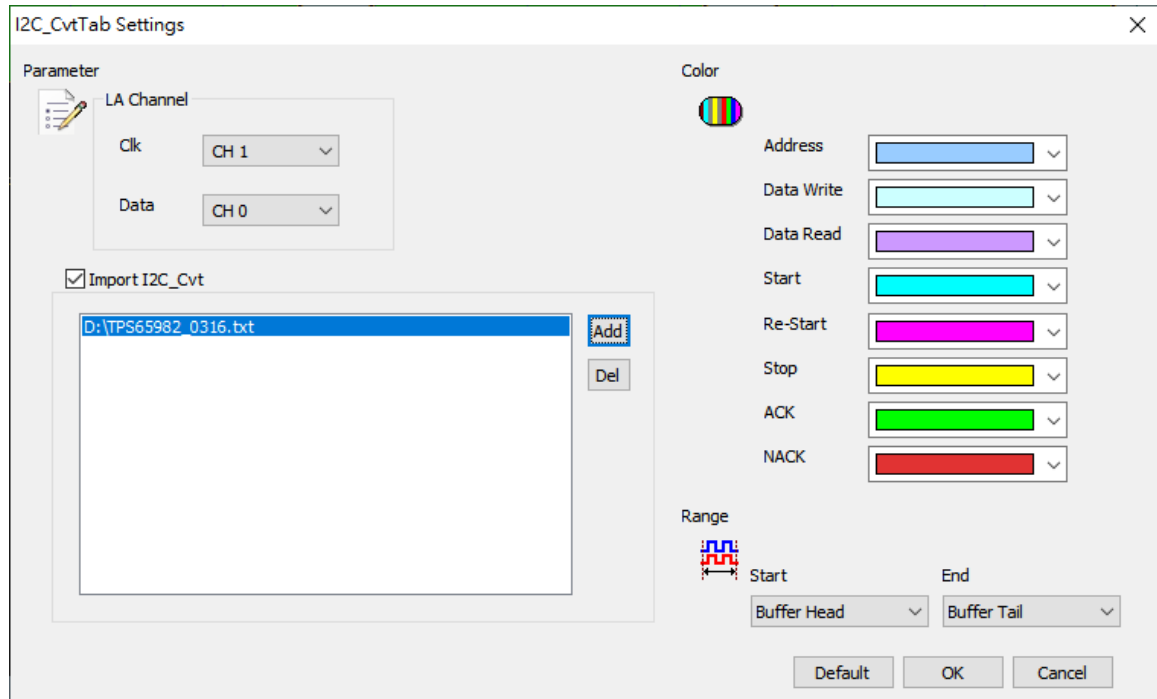 I2C_CvtTab Settings
Parameter
LA Channel
Clk
CH 1
Data
CH 0
Import I2C_Cvt
D:\TPS65982_0316.txt
Add
Del
Color
Address
Data Write
Data Read
Start
Re-Start
Stop
ACK
NACK
Range
Start
End
Buffer Head
Buffer Tail
Default
OK
Cancel